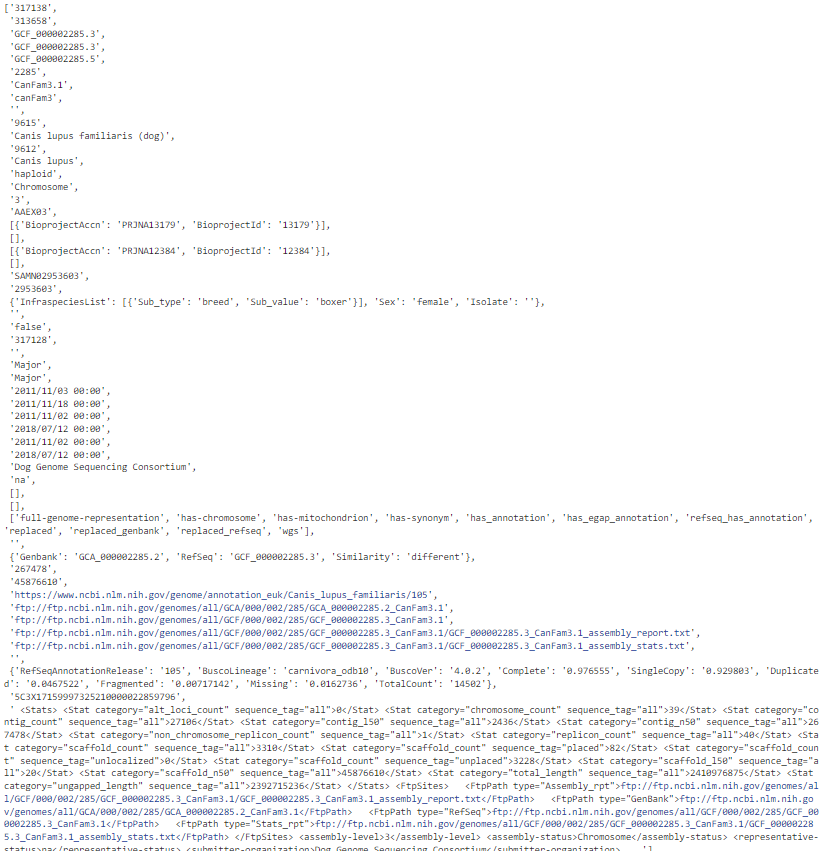 ['317138',
'313658',
'GCF_000002285.3',
'GCF_000002285.3',
'GCF_000002285.5',
'2285',
'CanFam3.1',
'canFam3',
'',
'9615',
'Canis lupus familiaris (dog)',
'9612',
'Canis lupus',
'haploid',
'Chromosome',
'3',
'AAEX03',
[{'BioprojectAccn': 'PRJNA13179', 'BioprojectId': '13179'}],
[],
[{'BioprojectAccn': 'PRJNA12384', 'BioprojectId': '12384'}],
[],
'SAMN02953603',
'2953603',
{'InfraspeciesList': [{'Sub_type': 'breed', 'Sub_value': 'boxer'}], 'Sex': 'female', 'Isolate': ''},
'',
'false',
'317128',
'',
'Major',
'Major',
'2011/11/03 00:00',
'2011/11/18 00:00',
'2011/11/02 00:00',
'2018/07/12 00:00',
'2011/11/02 00:00',
'2018/07/12 00:00',
'Dog Genome Sequencing Consortium',
'na',
[],
[],
['full-genome-representation', 'has-chromosome', 'has-mitochondrion', 'has-synonym', 'has_annotation', 'has_egap_annotation', 'refseq_has_annotation',
'replaced', 'replaced_genbank', 'replaced_refseq', 'wgs'],
'',
{'Genbank': 'GCA_000002285.2', 'RefSeq': 'GCF_000002285.3', 'Similarity': 'different'},
'267478',
'45876610',
'https://www.ncbi.nlm.nih.gov/genome/annotation_euk/Canis_lupus_familiaris/105',
'ftp://ftp.ncbi.nlm.nih.gov/genomes/all/GCA/000/002/285/GCA_000002285.2_CanFam3.1',
'ftp://ftp.ncbi.nlm.nih.gov/genomes/all/GCF/000/002/285/GCF_000002285.3_CanFam3.1',
'ftp://ftp.ncbi.nlm.nih.gov/genomes/all/GCF/000/002/285/GCF_000002285.3_CanFam3.1/GCF_000002285.3_CanFam3.1_assembly_report.txt',
'ftp://ftp.ncbi.nlm.nih.gov/genomes/all/GCF/000/002/285/GCF_000002285.3_CanFam3.1/GCF_000002285.3_CanFam3.1_assembly_stats.txt',
'',
{'RefSeqAnnotationRelease': '105', 'BuscoLineage': 'carnivora_odb10', 'BuscoVer': '4.0.2', 'Complete': '0.976555', 'SingleCopy': '0.929803', 'Duplicate
d': '0.0467522', 'Fragmented': '0.00717142', 'Missing': '0.0162736', 'TotalCount': '14502'},
'5C3X17159997325210000022859796',
' <Stats> <Stat category="alt_loci_count" sequence_tag="all">0</Stat> <Stat category="chromosome_count" sequence_tag="all">39</Stat> <Stat category="co
ntig_count" sequence_tag="all">27106</Stat> <Stat category="contig_l50" sequence_tag="all">2436</Stat> <Stat category="contig_n50" sequence_tag="all">26
7478</Stat> <Stat category="non_chromosome_replicon_count" sequence_tag="all">1</Stat> <Stat category="replicon_count" sequence_tag="all">40</Stat> <Sta
t category="scaffold_count" sequence_tag="all">3310</Stat> <Stat category="scaffold_count" sequence_tag="placed">82</Stat> <Stat category="scaffold_coun
t" sequence_tag="unlocalized">0</Stat> <Stat category="scaffold_count" sequence_tag="unplaced">3228</Stat> <Stat category="scaffold_l50" sequence_tag="a
ll">20</Stat> <Stat category="scaffold_n50" sequence_tag="all">45876610</Stat> <Stat category="total_length" sequence_tag="all">2410976875</Stat> <Stat
category="ungapped_length" sequence_tag="all">2392715236</Stat> </Stats> <FtpSites>   <FtpPath type="Assembly_rpt">ftp://ftp.ncbi.nlm.nih.gov/genomes/al
l/GCF/000/002/285/GCF_000002285.3_CanFam3.1/GCF_000002285.3_CanFam3.1_assembly_report.txt</FtpPath>   <FtpPath type="GenBank">ftp://ftp.ncbi.nlm.nih.go
v/genomes/all/GCA/000/002/285/GCA_000002285.2_CanFam3.1</FtpPath>   <FtpPath type="RefSeq">ftp://ftp.ncbi.nlm.nih.gov/genomes/all/GCF/000/002/285/GCF_00
0002285.3_CanFam3.1</FtpPath>   <FtpPath type="Stats_rpt">ftp://ftp.ncbi.nlm.nih.gov/genomes/all/GCF/000/002/285/GCF_000002285.3_CanFam3.1/GCF_00000228
5.3_CanFam3.1_assembly_stats.txt</FtpPath> </FtpSites> <assembly-level>3</assembly-level> <assembly-status>Chromosome</assembly-status> <representative-
status>na</representative-status> <submitter-organization>Dog Genome Sequencing Consortium</submitter-organization>    ']